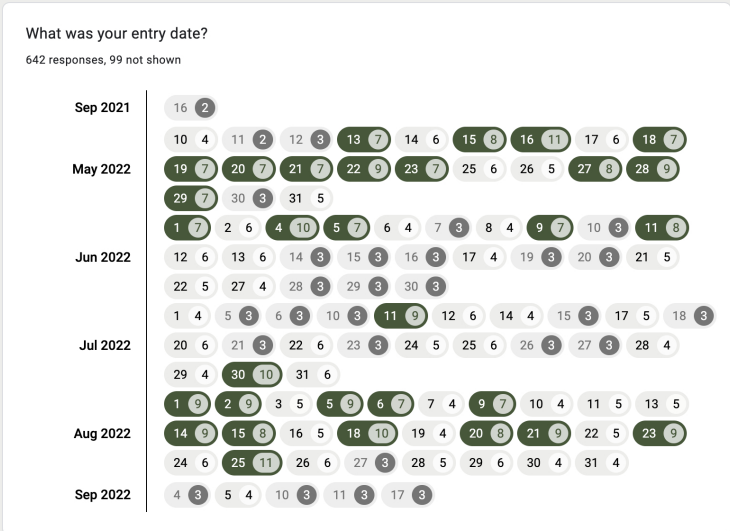 What was your entry date?
642 responses, 99 not shown
Sep 2021
16 2
10 4 11 2 12 3 13 7 14 6 15 8 16 11 17 6 18 7
May 2022
19 7 20 7 21 7 22 9 23 7 25 6 26 5 27 8 28 9
29 7 30 3 31 5
1 7 2 6 4 10 5 7 6 4 7 3 8 4 9 7 10 3 11 8
Jun 2022
12 6 13 6 14 3 15 3 16 3 17 4 19 3 20 3 21 5
22 5 27 4 28 3 29 3 30 3
1 4 5 3 6 3 10 3 11 9 12 6 14 4 15 3 17 5 18 3
Jul 2022
20 6 21 3 22 6 23 3 24 5 25 6 26 3 27 3 28 4
29 4 30 10 31 6
1 9 2 9 3 5 5 9 6 7 7 4 9 7 10 4 11 5 13 5
Aug 2022
14 9 15 8 16 5 18 10 19 4 20 8 21 9 22 5 23 9
24 6 25 11 26 6 27 3 28 5 29 6 30 4 31 4
Sep 2022
4 3 5 4 10 3 11 3 17 3